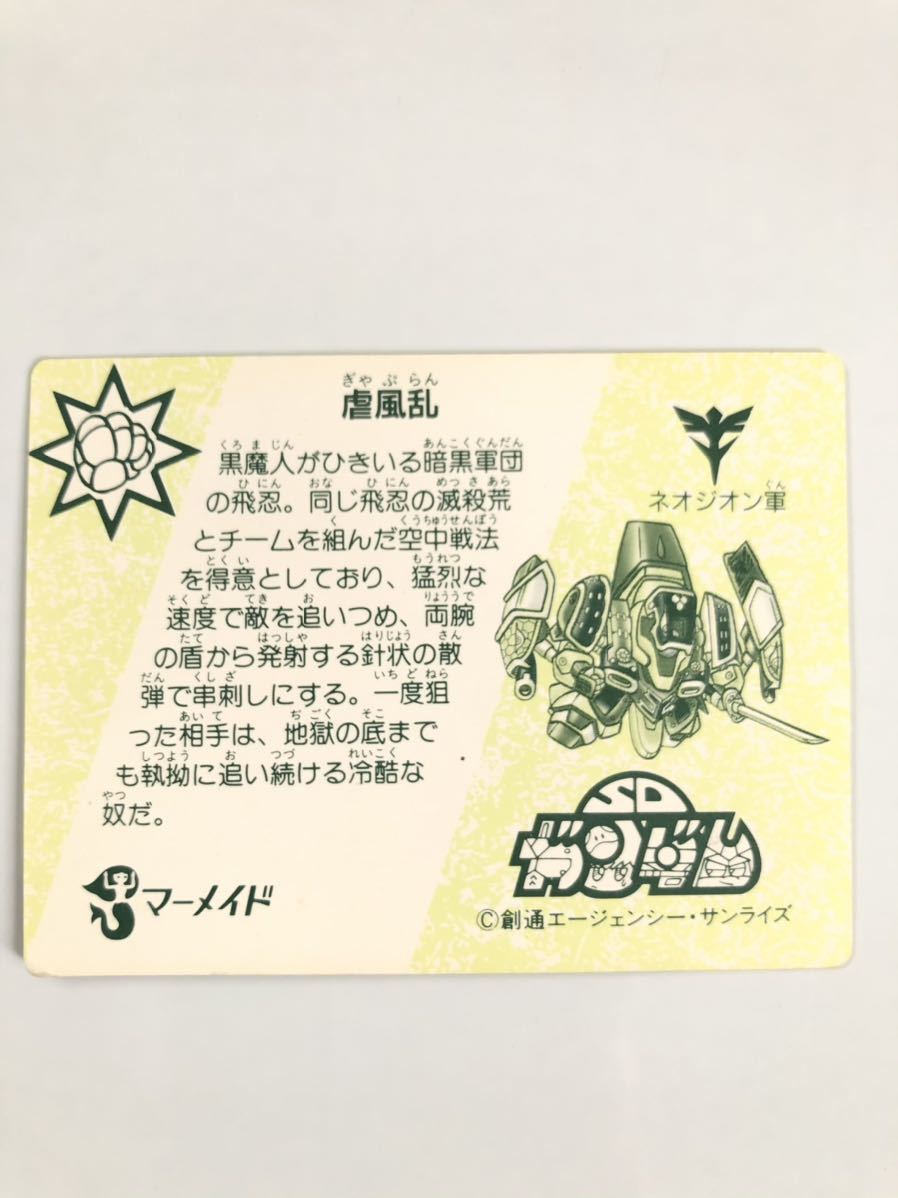 ぎゃぷらん
虐風乱
くろまじん あんこくぐんだん
黒魔人がひきいる暗黒軍団
ひにん おな ひにん めっさあら
の飛忍。同じ飛忍の滅殺荒
く くうちゅうせんぽう
とチームを組んだ空中戦法
とくい もうれつ
を得意としており、猛烈な
そくど てき お りょううで
速度で敵を追いつめ、両腕
たて はっしゃ はりじょう さん
の盾から発射する針状の散
だん くしざ いちどねら
弾で串刺しにする。一度狙
あいて じごく そこ
った相手は、地獄の底まで
しつよう お つづ れいこく
も執拗に追い続ける冷酷な
やつ
奴だ。
マーメイド
ぐん
ネオジオン軍
SD
ガンダム
©創通エージェンシー・サンライズ